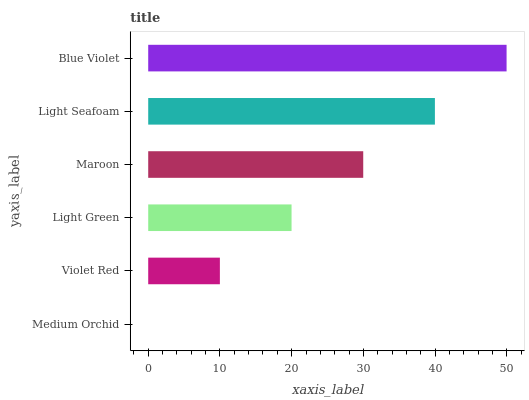 title
Blue Violet
Light Seafoam
Maroon
Light Green
Violet Red
Medium Orchid
yaxis_label
0 10 20 30 40 50
xaxis_label